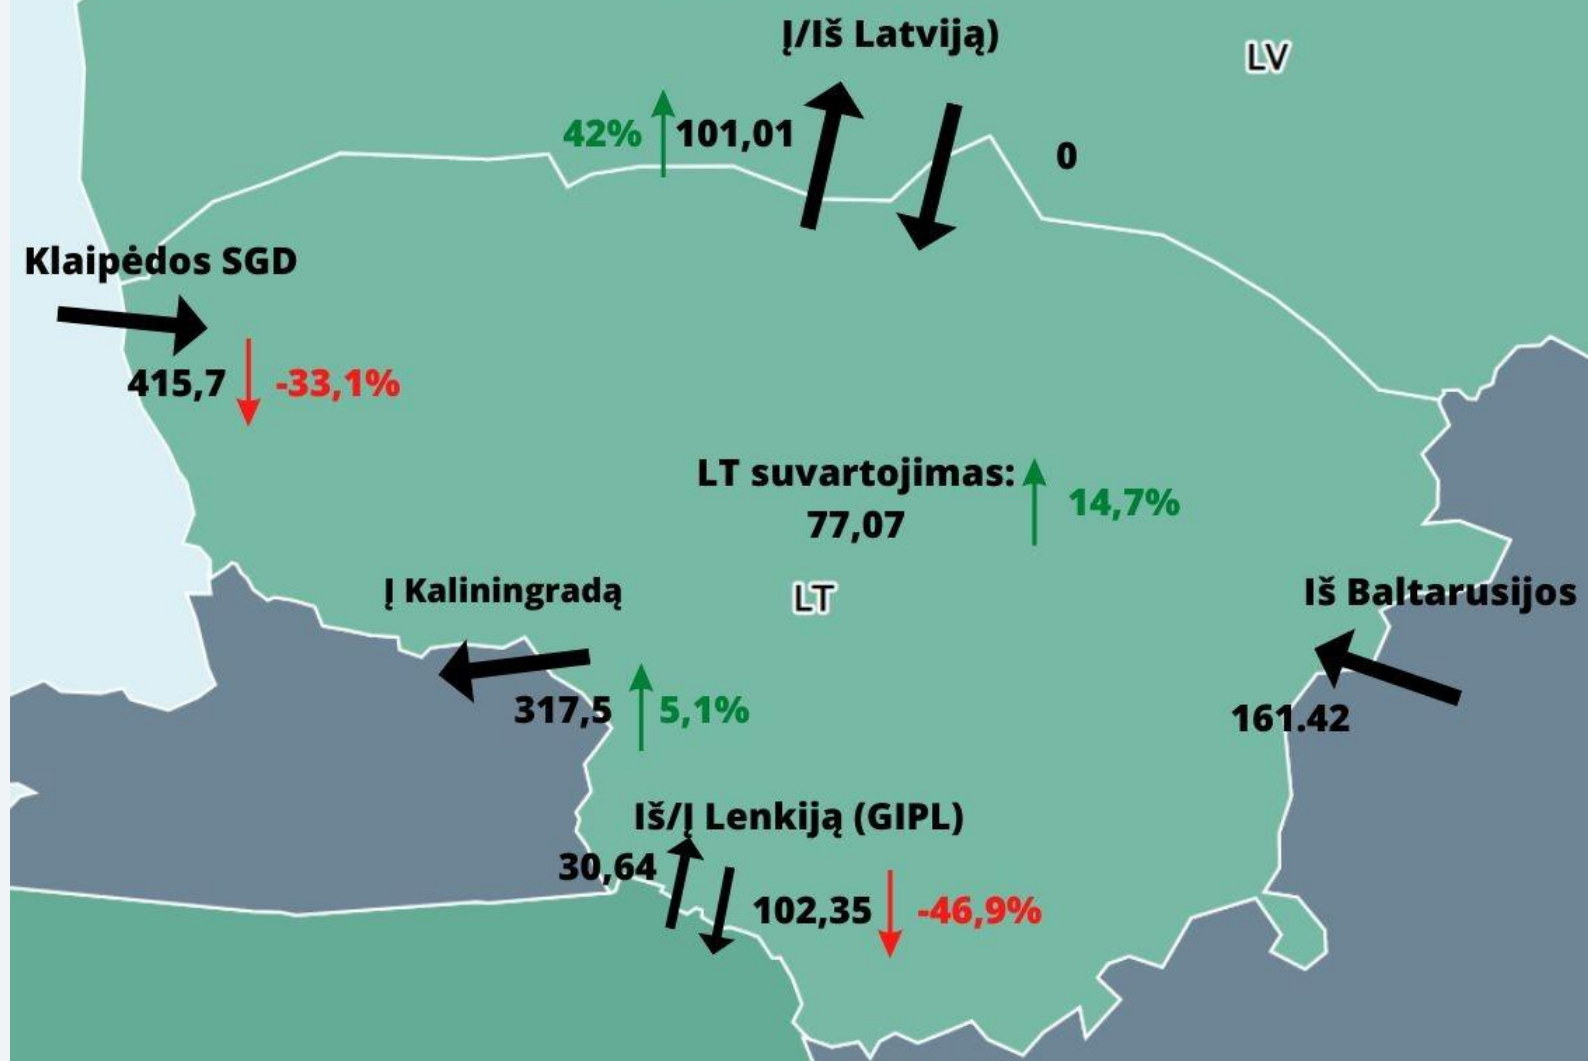 Į/Iš Latviją)
LV
42%
101,01
0
Klaipėdos SGD
415,7
-33,1%
LT suvartojimas:
77,07
14,7%
Į Kaliningradą
LT
Iš Baltarusijos
317,5
5,1%
161.42
Iš/Į Lenkiją (GIPL)
30,64
102,35
-46,9%